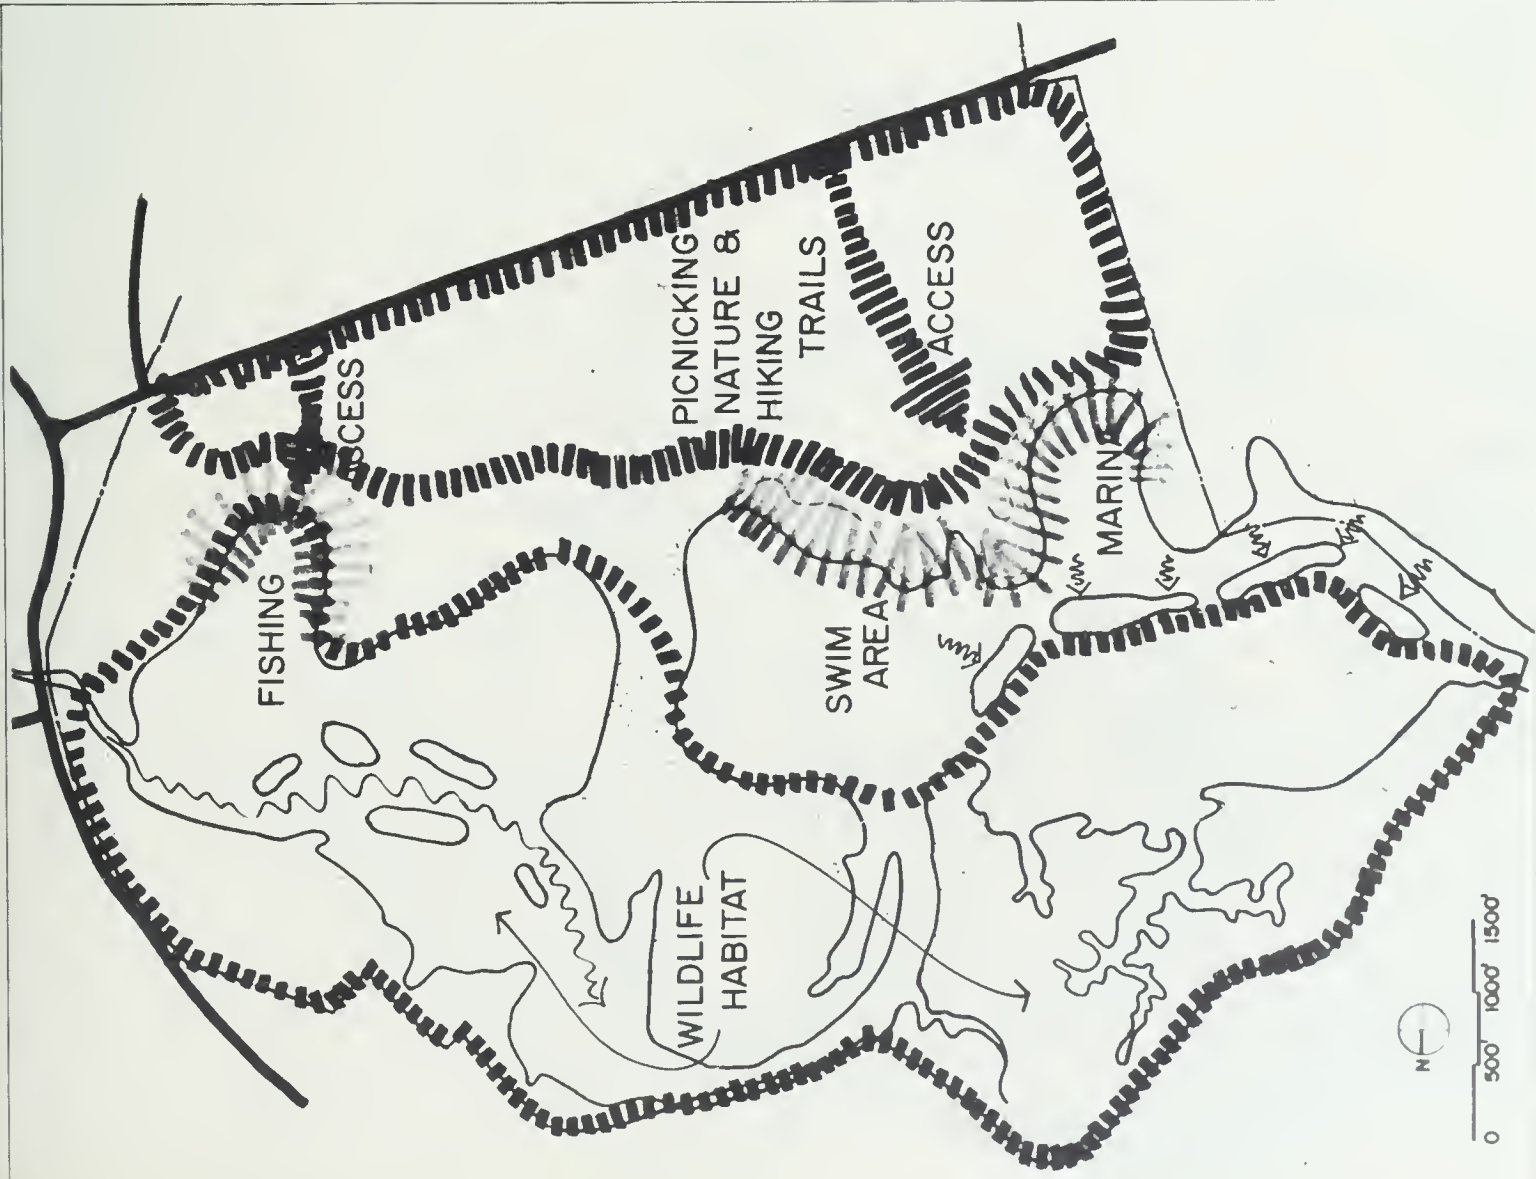 FISHING
ACCESS
PICNICKING
NATURE &
HIKING
TRAILS
ACCESS
SWIM
AREA
MARINA
WILDLIFE
HABITAT
N
0 500' 1000' 1500'